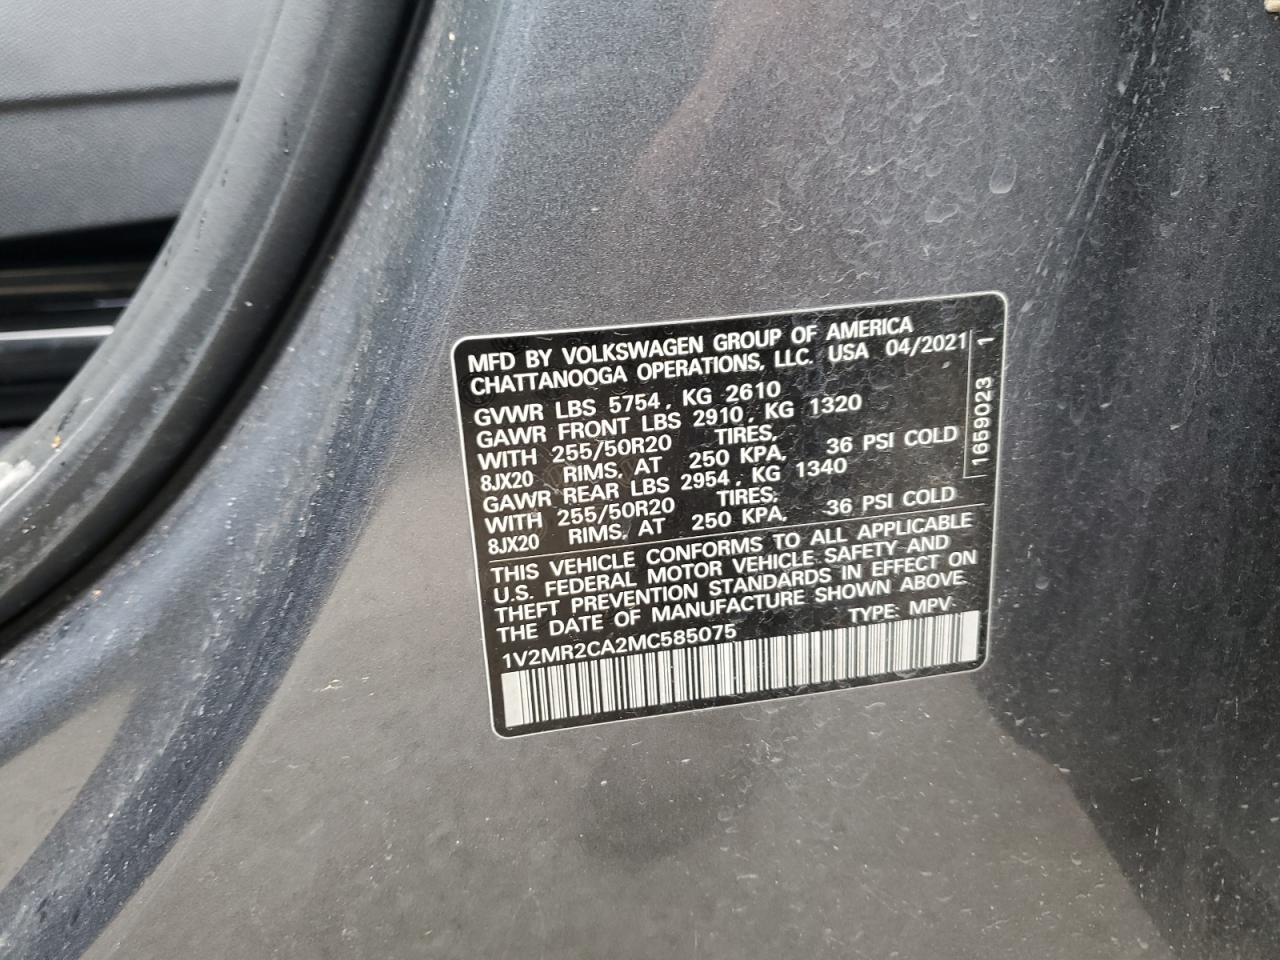 MFD BY VOLKSWAGEN GROUP OF AMERICA
CHATTANOOGA OPERATIONS, LLC. USA 04/2021
GVWR LBS 5754, KG 2610
GAWR FRONT LBS 2910, KG 1320
WITH 255/50R20 TIRES,
8JX20 RIMS, AT 250 KPA, 36 PSI COLD
GAWR REAR LBS 2954, KG 1340
WITH 255/50R20 TIRES,
8JX20 RIMS, AT 250 KPA, 36 PSI COLD
THIS VEHICLE CONFORMS TO ALL APPLICABLE
U.S. FEDERAL MOTOR VEHICLE SAFETY AND
THEFT PREVENTION STANDARDS IN EFFECT ON
THE DATE OF MANUFACTURE SHOWN ABOVE.
1V2MR2CA2MC585075 TYPE: MPV
1659023 1